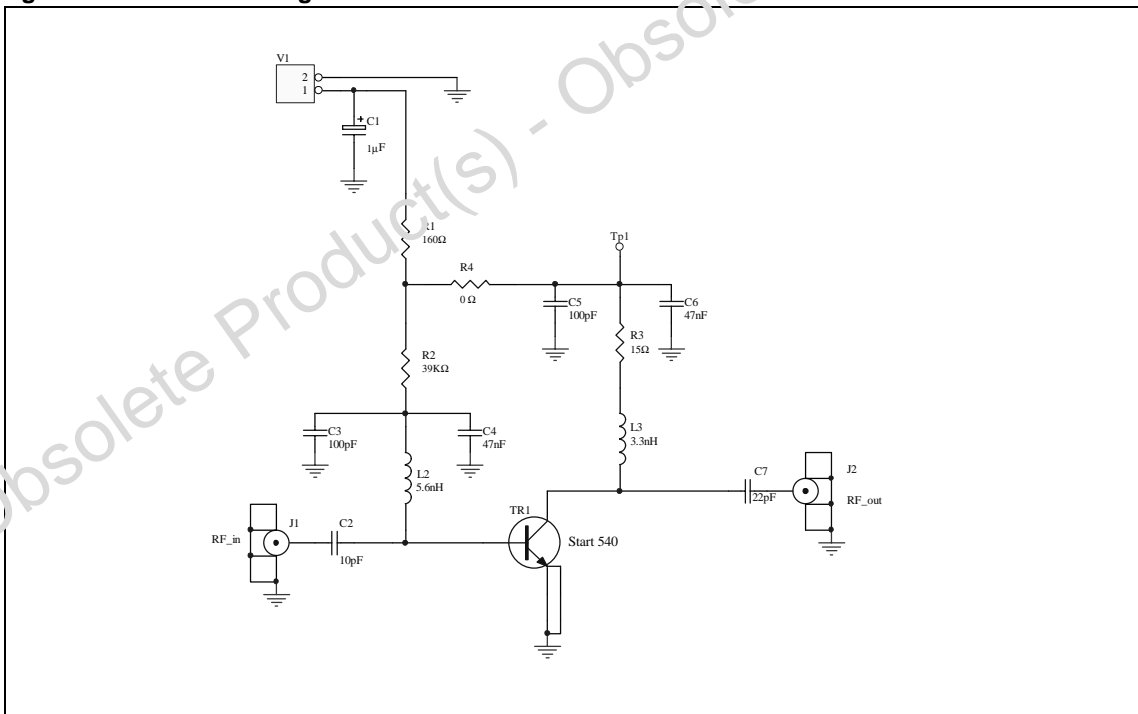 V1
2
1
C1
1µF
160Ω
Tp1
R4
0 Ω
C5
100pF
C6
47nF
R3
15Ω
R2
39KΩ
C3
100pF
C4
47nF
L3
3.3nH
L2
5.6nH
C7
22pF
J2
RF_out
TR1
Start 540
J1
RF_in
C2
10pF
Obsolete Product(s) - Obsol